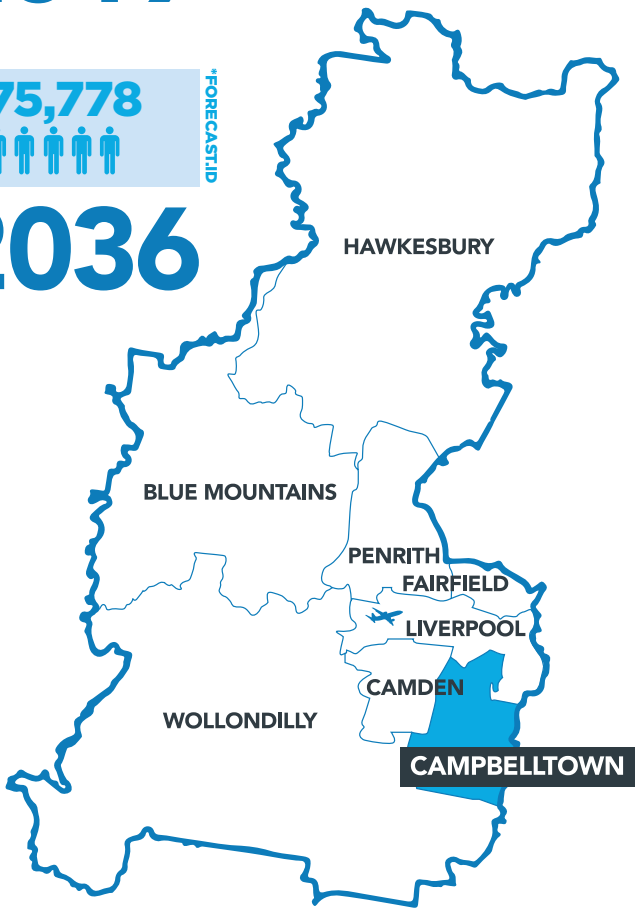 75,778
*FORECAST.ID
2036
HAWKESBURY
BLUE MOUNTAINS
PENRITH
FAIRFIELD
LIVERPOOL
CAMDEN
WOLLONDILLY
CAMPBELLTOWN